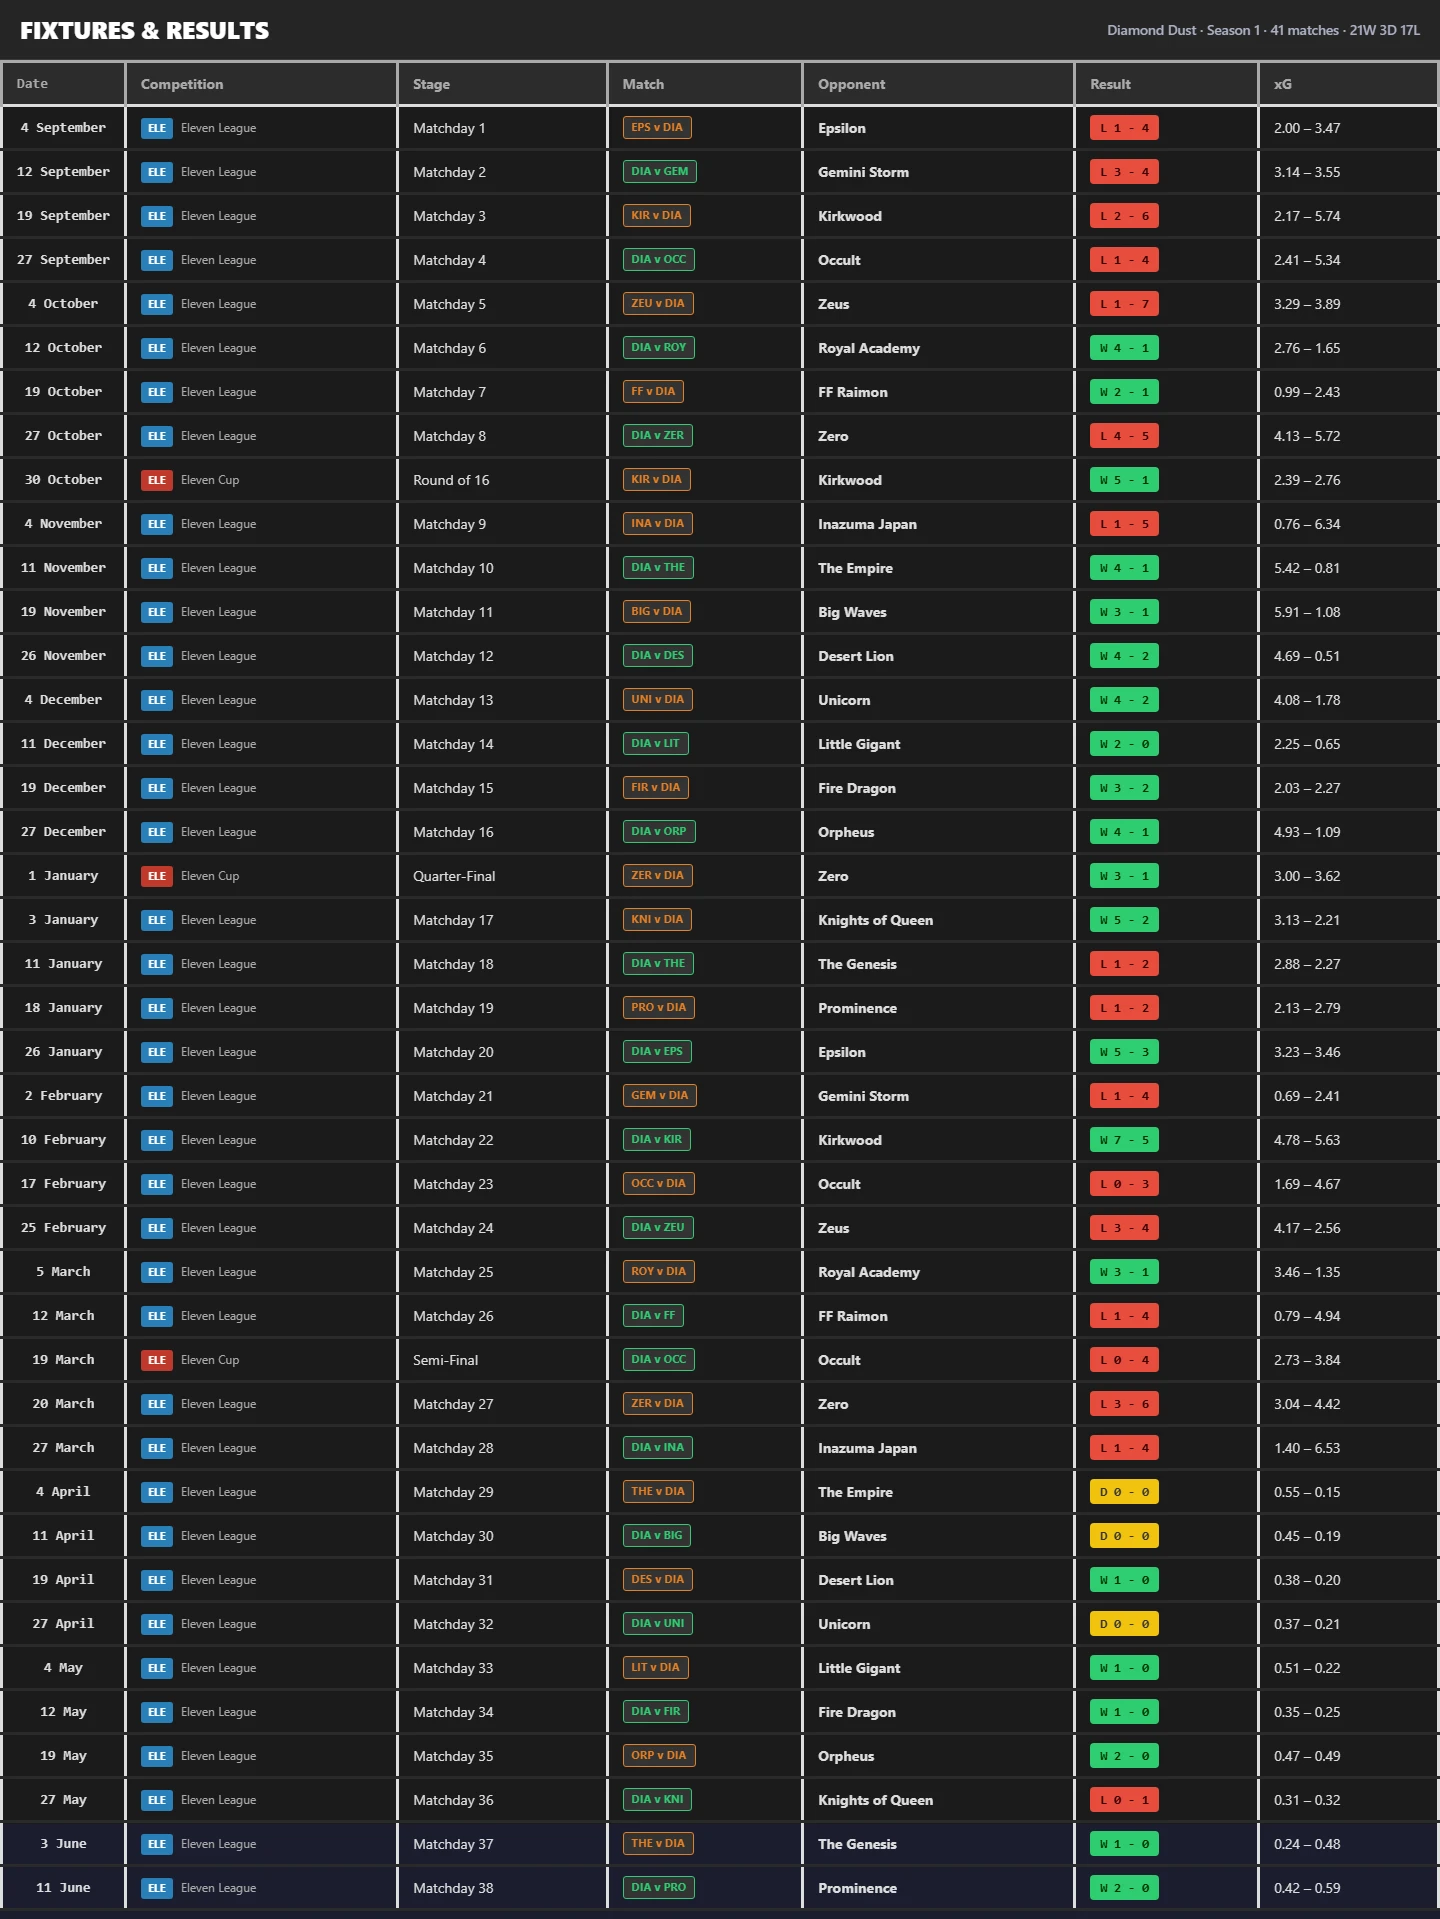 FIXTURES & RESULTS
Diamond Dust · Season 1 · 41 matches · 21W 3D 17L
Date Competition Stage Match Opponent Result xG
4 September ELE Eleven League Matchday 1 EPS v DIA Epsilon L 1 - 4 2.00 – 3.47
12 September ELE Eleven League Matchday 2 DIA v GEM Gemini Storm L 3 - 4 3.14 – 3.55
19 September ELE Eleven League Matchday 3 KIR v DIA Kirkwood L 2 - 6 2.17 – 5.74
27 September ELE Eleven League Matchday 4 DIA v OCC Occult L 1 - 4 2.41 – 5.34
4 October ELE Eleven League Matchday 5 ZEU v DIA Zeus L 1 - 7 3.29 – 3.89
12 October ELE Eleven League Matchday 6 DIA v ROY Royal Academy W 4 - 1 2.76 – 1.65
19 October ELE Eleven League Matchday 7 FF v DIA FF Raimon W 2 - 1 0.99 – 2.43
27 October ELE Eleven League Matchday 8 DIA v ZER Zero L 4 - 5 4.13 – 5.72
30 October ELE Eleven Cup Round of 16 KIR v DIA Kirkwood W 5 - 1 2.39 – 2.76
4 November ELE Eleven League Matchday 9 INA v DIA Inazuma Japan L 1 - 5 0.76 – 6.34
11 November ELE Eleven League Matchday 10 DIA v THE The Empire W 4 - 1 5.42 – 0.81
19 November ELE Eleven League Matchday 11 BIG v DIA Big Waves W 3 - 1 5.91 – 1.08
26 November ELE Eleven League Matchday 12 DIA v DES Desert Lion W 4 - 2 4.69 – 0.51
4 December ELE Eleven League Matchday 13 UNI v DIA Unicorn W 4 - 2 4.08 – 1.78
11 December ELE Eleven League Matchday 14 DIA v LIT Little Gigant W 2 - 0 2.25 – 0.65
19 December ELE Eleven League Matchday 15 FIR v DIA Fire Dragon W 3 - 2 2.03 – 2.27
27 December ELE Eleven League Matchday 16 DIA v ORP Orpheus W 4 - 1 4.93 – 1.09
1 January ELE Eleven Cup Quarter-Final ZER v DIA Zero W 3 - 1 3.00 – 3.62
3 January ELE Eleven League Matchday 17 KNI v DIA Knights of Queen W 5 - 2 3.13 – 2.21
11 January ELE Eleven League Matchday 18 DIA v THE The Genesis L 1 - 2 2.88 – 2.27
18 January ELE Eleven League Matchday 19 PRO v DIA Prominence L 1 - 2 2.13 – 2.79
26 January ELE Eleven League Matchday 20 DIA v EPS Epsilon W 5 - 3 3.23 – 3.46
2 February ELE Eleven League Matchday 21 GEM v DIA Gemini Storm L 1 - 4 0.69 – 2.41
10 February ELE Eleven League Matchday 22 DIA v KIR Kirkwood W 7 - 5 4.78 – 5.63
17 February ELE Eleven League Matchday 23 OCC v DIA Occult L 0 - 3 1.69 – 4.67
25 February ELE Eleven League Matchday 24 DIA v ZEU Zeus L 3 - 4 4.17 – 2.56
5 March ELE Eleven League Matchday 25 ROY v DIA Royal Academy W 3 - 1 3.46 – 1.35
12 March ELE Eleven League Matchday 26 DIA v FF FF Raimon L 1 - 4 0.79 – 4.94
19 March ELE Eleven Cup Semi-Final DIA v OCC Occult L 0 - 4 2.73 – 3.84
20 March ELE Eleven League Matchday 27 ZER v DIA Zero L 3 - 6 3.04 – 4.42
27 March ELE Eleven League Matchday 28 DIA v INA Inazuma Japan L 1 - 4 1.40 – 6.53
4 April ELE Eleven League Matchday 29 THE v DIA The Empire D 0 - 0 0.55 – 0.15
11 April ELE Eleven League Matchday 30 DIA v BIG Big Waves D 0 - 0 0.45 – 0.19
19 April ELE Eleven League Matchday 31 DES v DIA Desert Lion W 1 - 0 0.38 – 0.20
27 April ELE Eleven League Matchday 32 DIA v UNI Unicorn D 0 - 0 0.37 – 0.21
4 May ELE Eleven League Matchday 33 LIT v DIA Little Gigant W 1 - 0 0.51 – 0.22
12 May ELE Eleven League Matchday 34 DIA v FIR Fire Dragon W 1 - 0 0.35 – 0.25
19 May ELE Eleven League Matchday 35 ORP v DIA Orpheus W 2 - 0 0.47 – 0.49
27 May ELE Eleven League Matchday 36 DIA v KNI Knights of Queen L 0 - 1 0.31 – 0.32
3 June ELE Eleven League Matchday 37 THE v DIA The Genesis W 1 - 0 0.24 – 0.48
11 June ELE Eleven League Matchday 38 DIA v PRO Prominence W 2 - 0 0.42 – 0.59